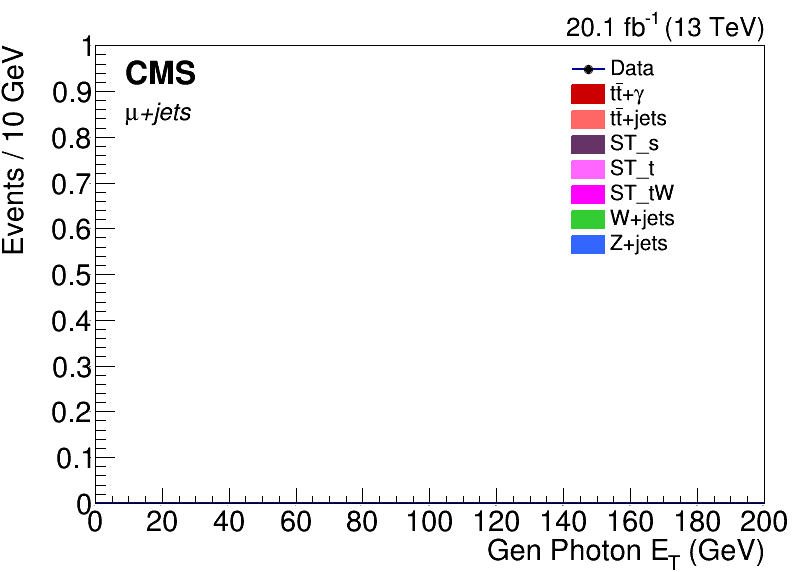 20.1 fb⁻¹ (13 TeV)
Events / 10 GeV
1
0.9
0.8
0.7
0.6
0.5
0.4
0.3
0.2
0.1
0
CMS
μ+jets
Data
tt̄+γ
tt̄+jets
ST_s
ST_t
ST_tW
W+jets
Z+jets
0 20 40 60 80 100 120 140 160 180 200
Gen Photon E_T (GeV)